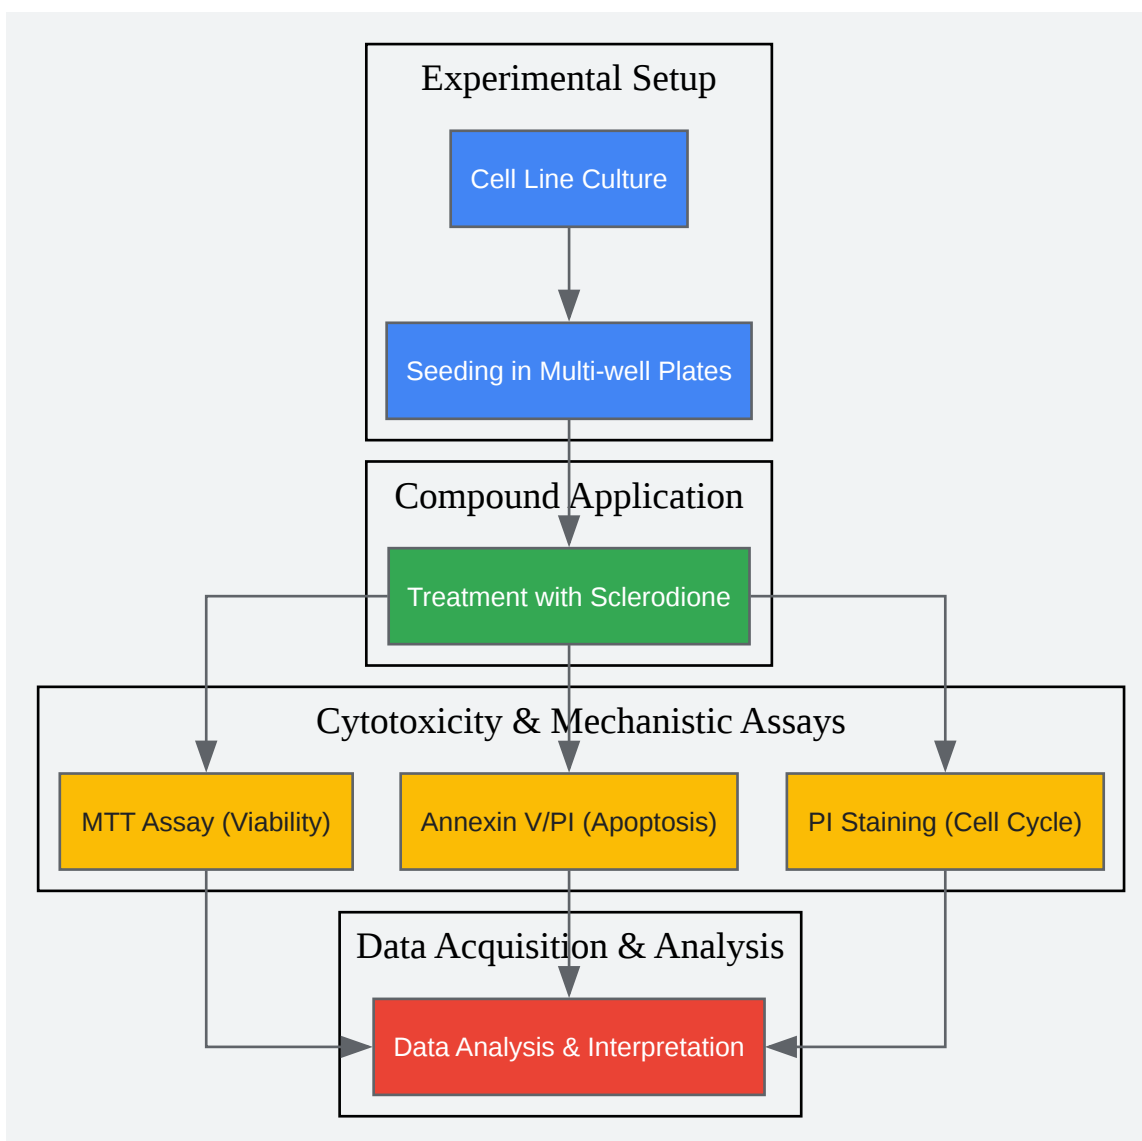 Experimental Setup
Cell Line Culture
Seeding in Multi-well Plates
Compound Application
Treatment with Sclerodione
Cytotoxicity & Mechanistic Assays
MTT Assay (Viability)
Annexin V/PI (Apoptosis)
PI Staining (Cell Cycle)
Data Acquisition & Analysis
Data Analysis & Interpretation